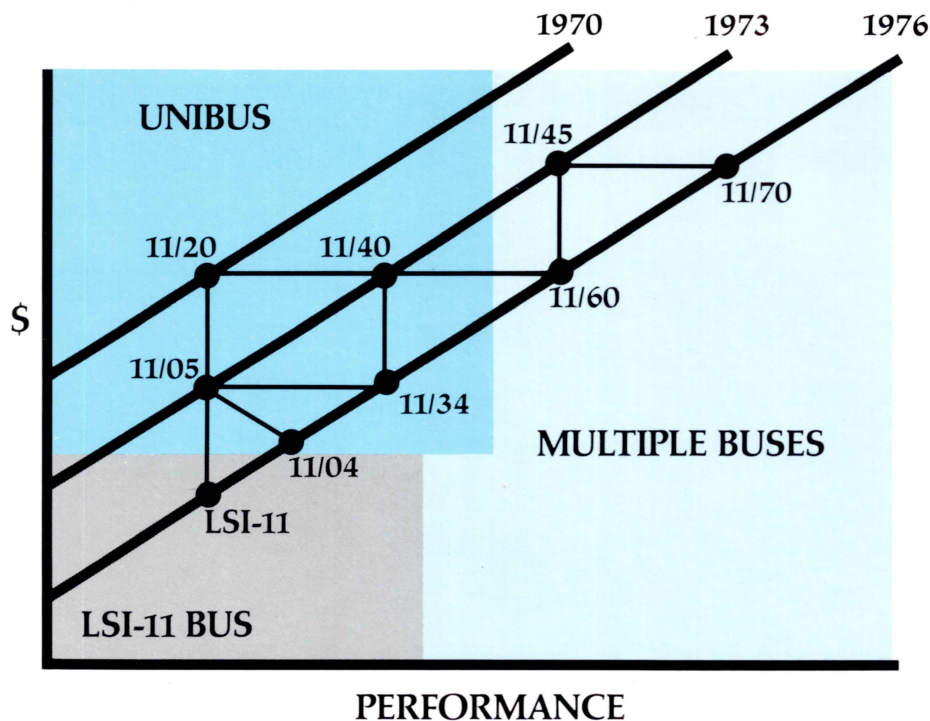 1970 1973 1976
UNIBUS
11/45
11/70
11/20
11/40
11/60
$
11/05
11/34
MULTIPLE BUSES
11/04
LSI-11
LSI-11 BUS
PERFORMANCE